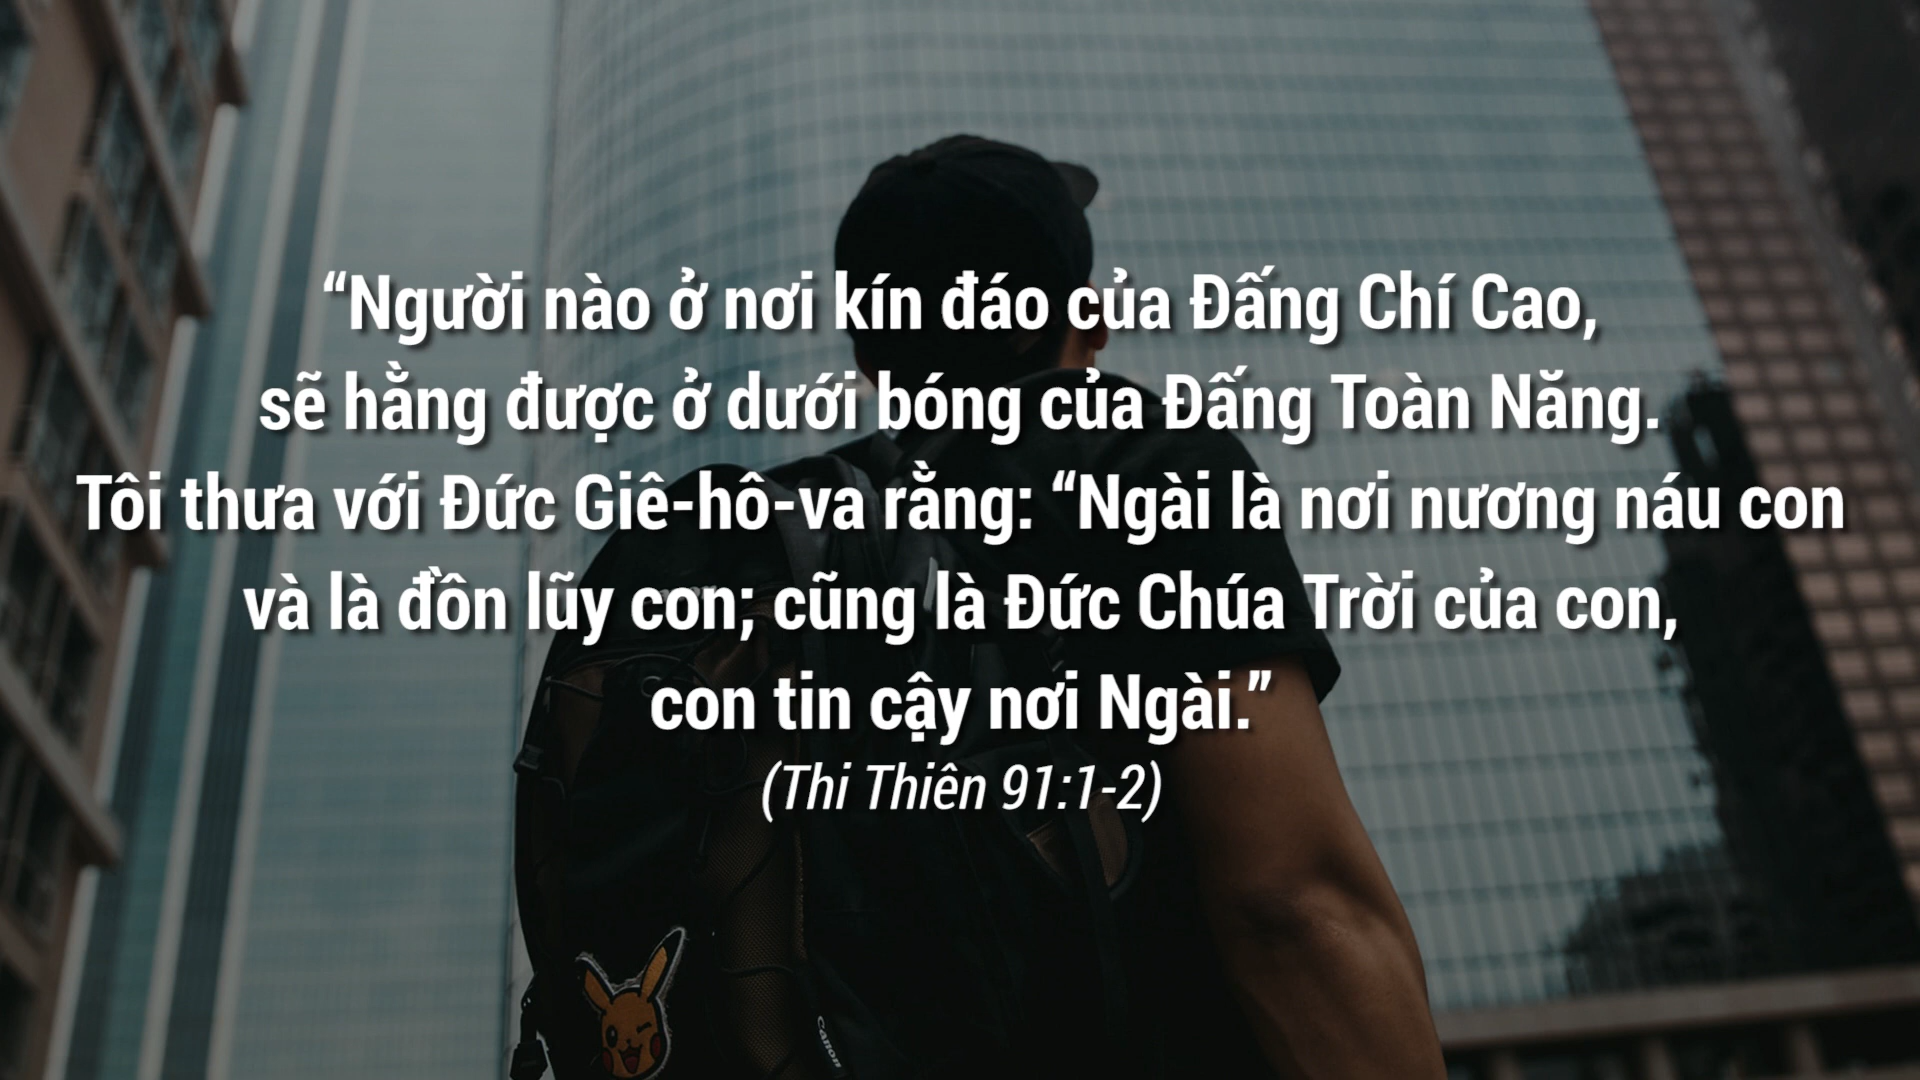 “Người nào ở nơi kín đáo của Đấng Chí Cao,
sẽ hằng được ở dưới bóng của Đấng Toàn Năng.
Tôi thưa với Đức Giê-hô-va rằng: “Ngài là nơi nương náu con
và là đồn lũy con; cũng là Đức Chúa Trời của con,
con tin cậy nơi Ngài.”
(Thi Thiên 91:1-2)
Canon